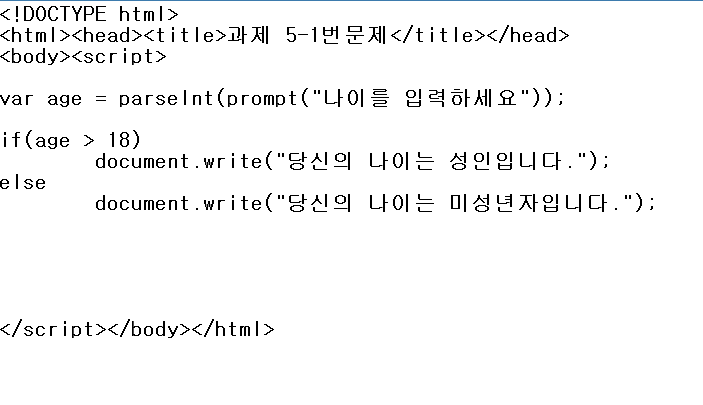 <!DOCTYPE html>
<html><head><title>과제 5-1번문제</title></head>
<body><script>
var age = parseInt(prompt("나이를 입력하세요"));
if(age > 18)
document.write("당신의 나이는 성인입니다.");
else
document.write("당신의 나이는 미성년자입니다.");
</script></body></html>